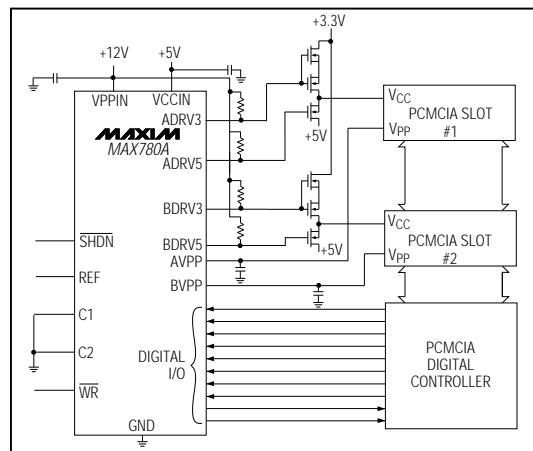 +3.3V
+12V
+5V
VPPIN
VCCIN
MAXIM
MAX780A
ADRV3
ADRV5
BDRV3
BDRV5
AVPP
BVPP
+5V
+5V
VCC
VPP
PCMCIA SLOT
#1
VCC
VPP
PCMCIA SLOT
#2
SHDN
REF
C1
C2
WR
DIGITAL
I/O
GND
PCMCIA
DIGITAL
CONTROLLER